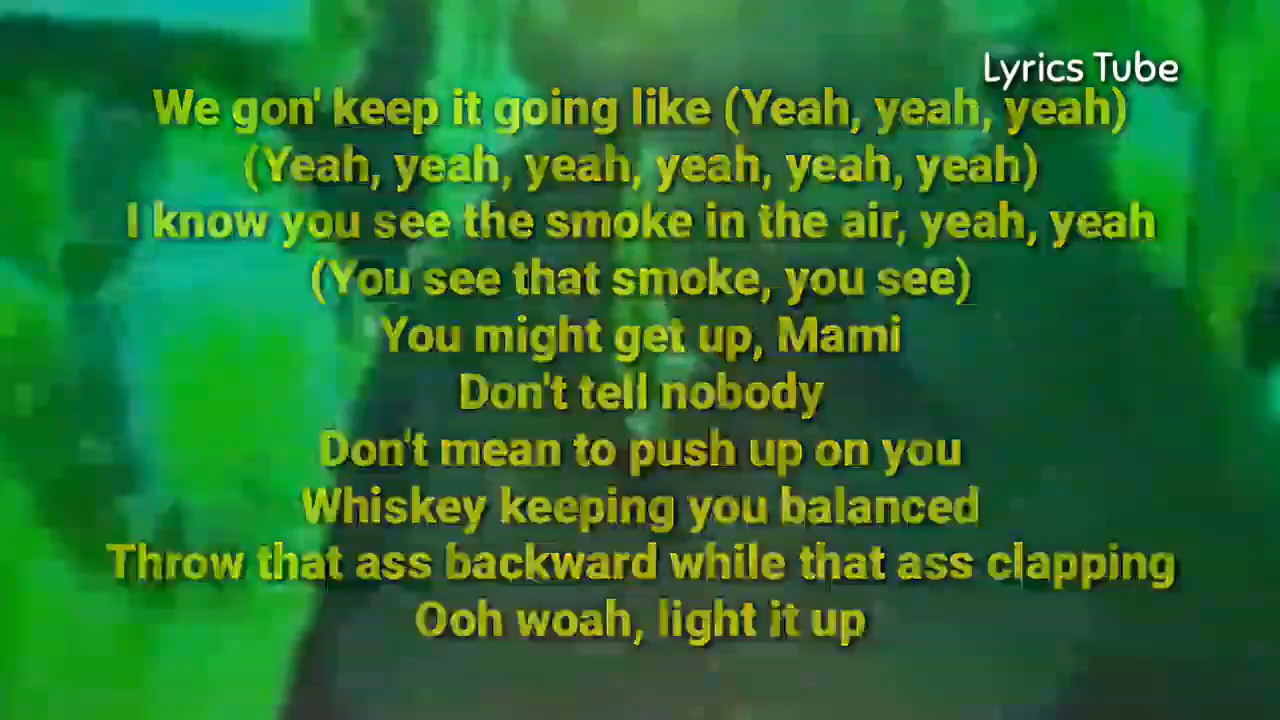 Lyrics Tube
We gon' keep it going like (Yeah, yeah, yeah)
(Yeah, yeah, yeah, yeah, yeah, yeah)
I know you see the smoke in the air, yeah, yeah
(You see that smoke, you see)
You might get up, Mami
Don't tell nobody
Don't mean to push up on you
Whiskey keeping you balanced
Throw that ass backward while that ass clapping
Ooh woah, light it up